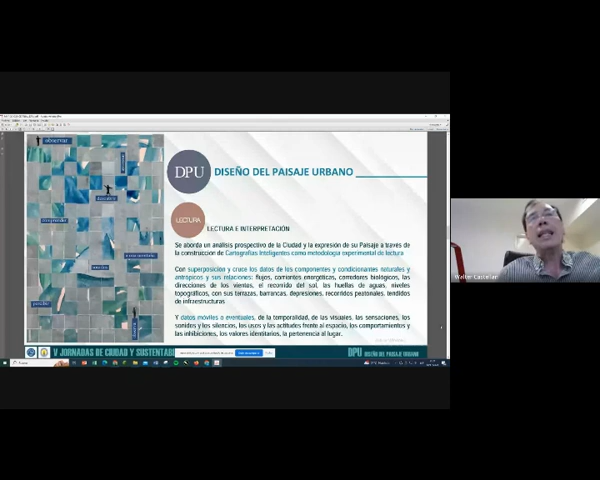 observar
DPU
DISEÑO DEL PAISAJE URBANO
LECTURA
LECTURA E INTERPRETACIÓN
Se aborda un análisis prospectivo de la Ciudad y la expresión de su Paisaje a través de
la construcción de Cartografías Inteligentes como metodología experimental de lectura
Con superposición y cruce los datos de los componentes y condicionantes naturales y
antrópicos y sus relaciones: flujos, corrientes energéticas, corredores biológicos, las
direcciones de los vientos, el recorrido del sol, las huellas de aguas, niveles
topográficos, con sus terrazas, barrancas, depresiones, recorridos peatonales, tendidos
de infraestructuras
Y datos móviles o eventuales, de la temporalidad, de las visuales, las sensaciones, los
sonidos y los silencios, los usos y las actitudes frente al espacio, los comportamientos y
las inhibiciones, los valores identitarios, la pertenencia al lugar.
V JORNADAS DE CIUDAD Y SUSTENTAB
DPU DISEÑO DEL PAISAJE URBANO
Walter Castelar